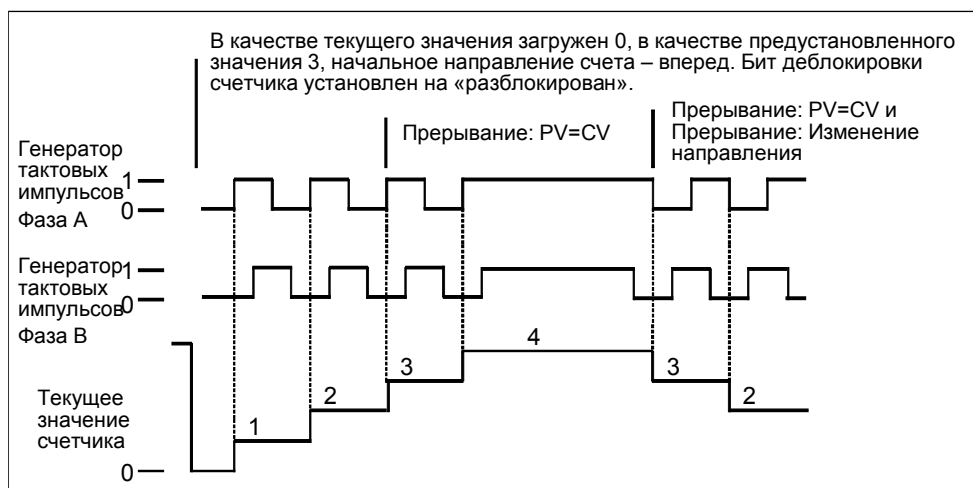 В качестве текущего значения загружен 0, в качестве предустановленного
значения 3, начальное направление счета – вперед. Бит деблокировки
счетчика установлен на «разблокирован».
Прерывание: PV=CV
Прерывание: PV=CV и
Прерывание: Изменение
направления
Генератор
тактовых
импульсов
Фаза A
1
0
Генератор
тактовых
импульсов
Фаза B
1
0
Текущее
значение
счетчика
0
1
2
3
4
3
2